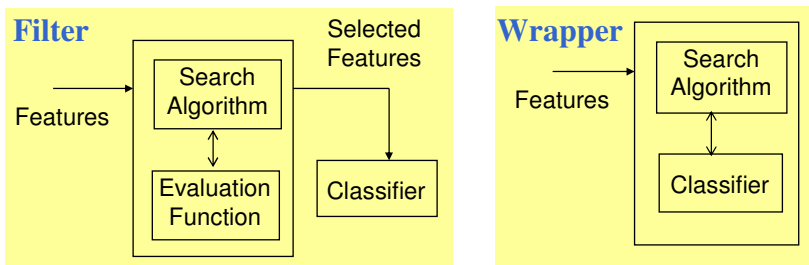 Filter
Selected
Features
Features
Search
Algorithm
Evaluation
Function
Classifier
Wrapper
Features
Search
Algorithm
Classifier